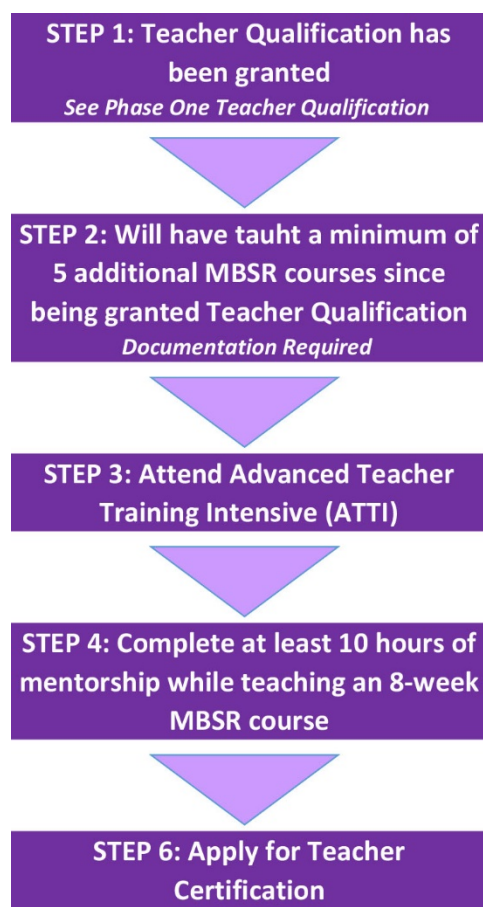 STEP 1: Teacher Qualification has
been granted
See Phase One Teacher Qualification
STEP 2: Will have tauht a minimum of
5 additional MBSR courses since
being granted Teacher Qualification
Documentation Required
STEP 3: Attend Advanced Teacher
Training Intensive (ATTI)
STEP 4: Complete at least 10 hours of
mentorship while teaching an 8-week
MBSR course
STEP 6: Apply for Teacher
Certification